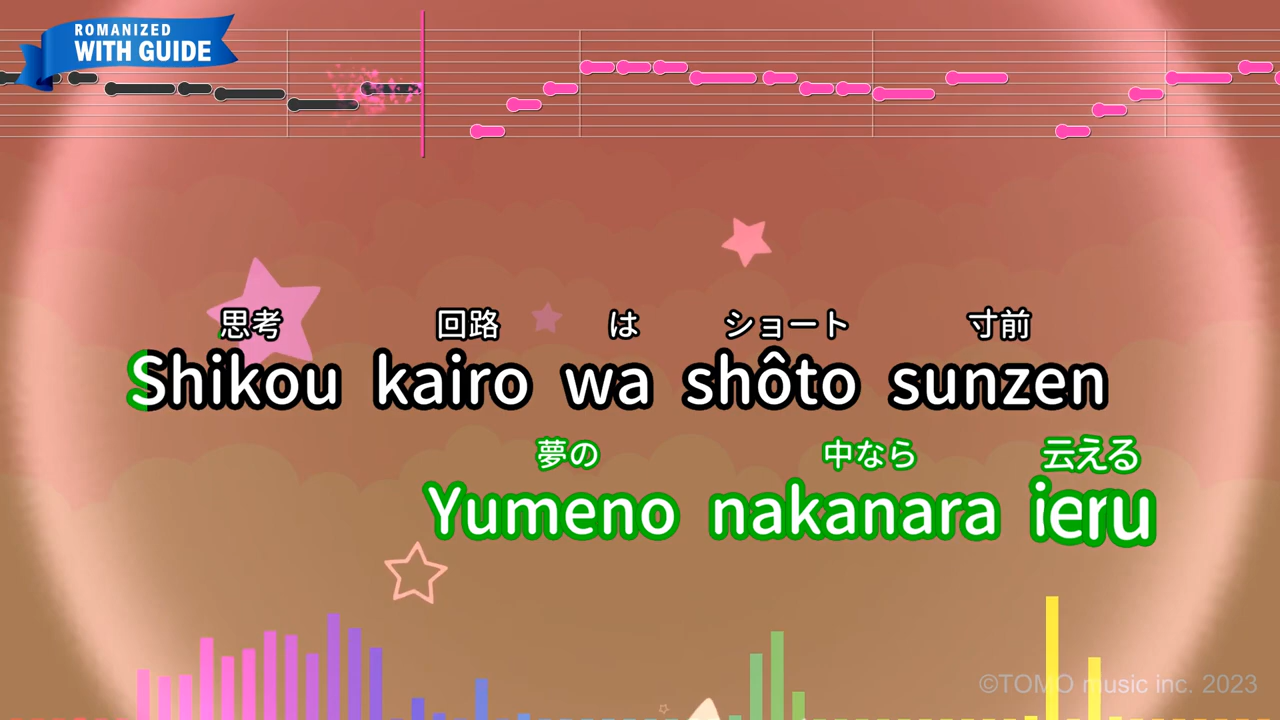 ROMANIZED
WITH GUIDE
思考 回路 は ショート 寸前
Shikou kairo wa shôto sunzen
夢の 中なら 云える
Yumeno nakanara ieru
©TOMO music inc. 2023